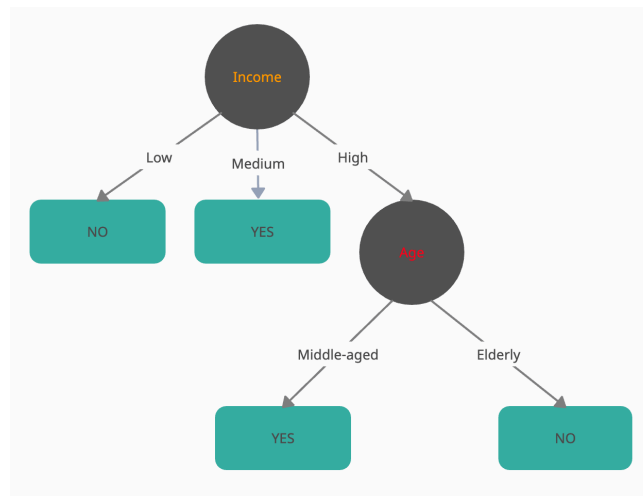 Income
Low
Medium
High
NO
YES
Age
Middle-aged
Elderly
YES
NO